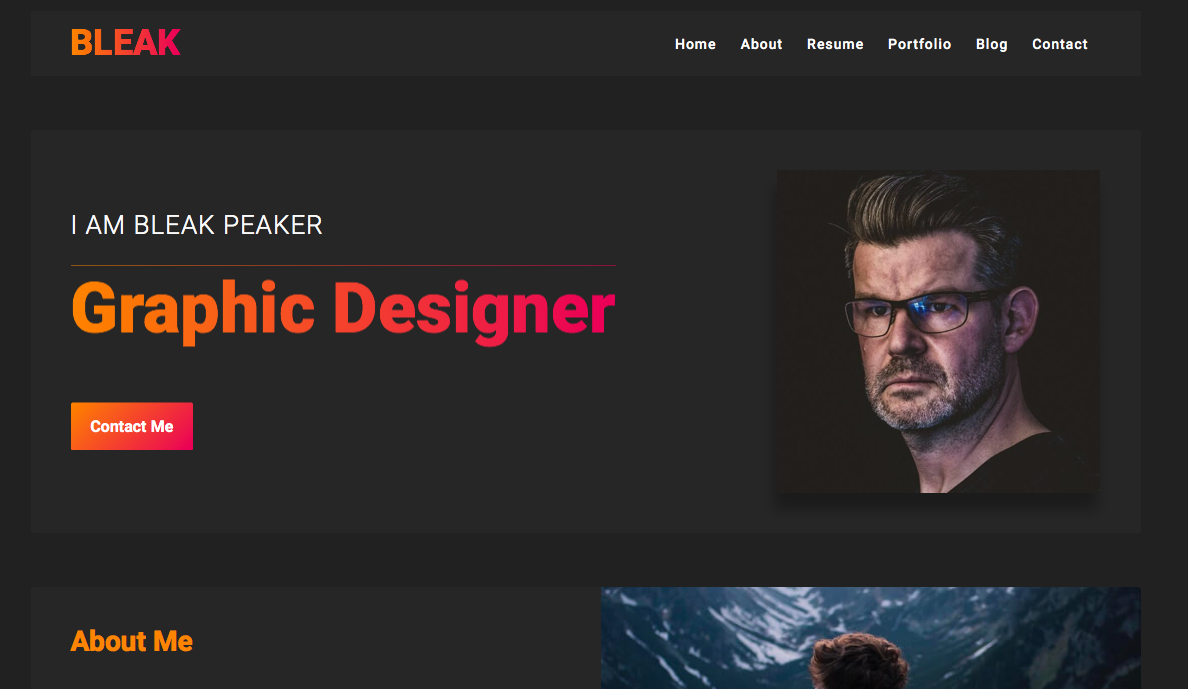 BLEAK
Home About Resume Portfolio Blog Contact
I AM BLEAK PEAKER
Graphic Designer
Contact Me
About Me